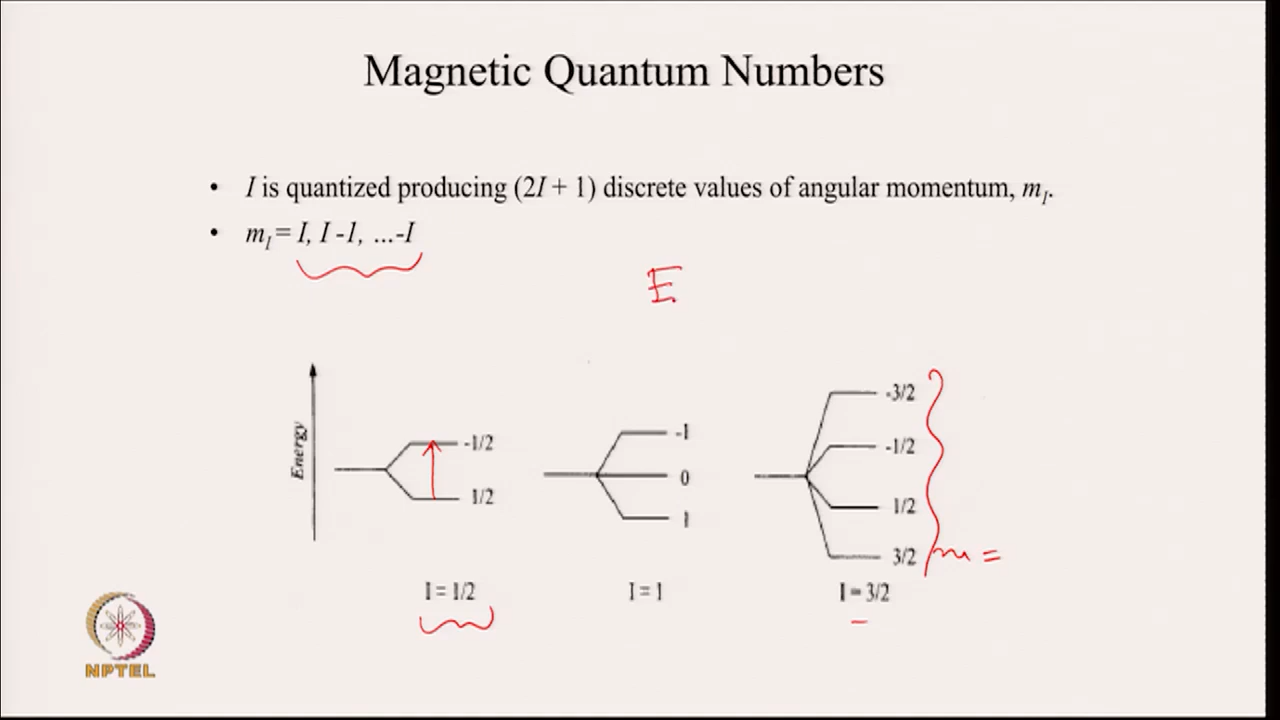 Magnetic Quantum Numbers
• I is quantized producing (2I + 1) discrete values of angular momentum, mI.
• mI = I, I -1, ...-I
E
Energy
-1/2
1/2
I = 1/2
-1
0
1
I = 1
-3/2
-1/2
1/2
3/2
m =
I = 3/2
NPTEL